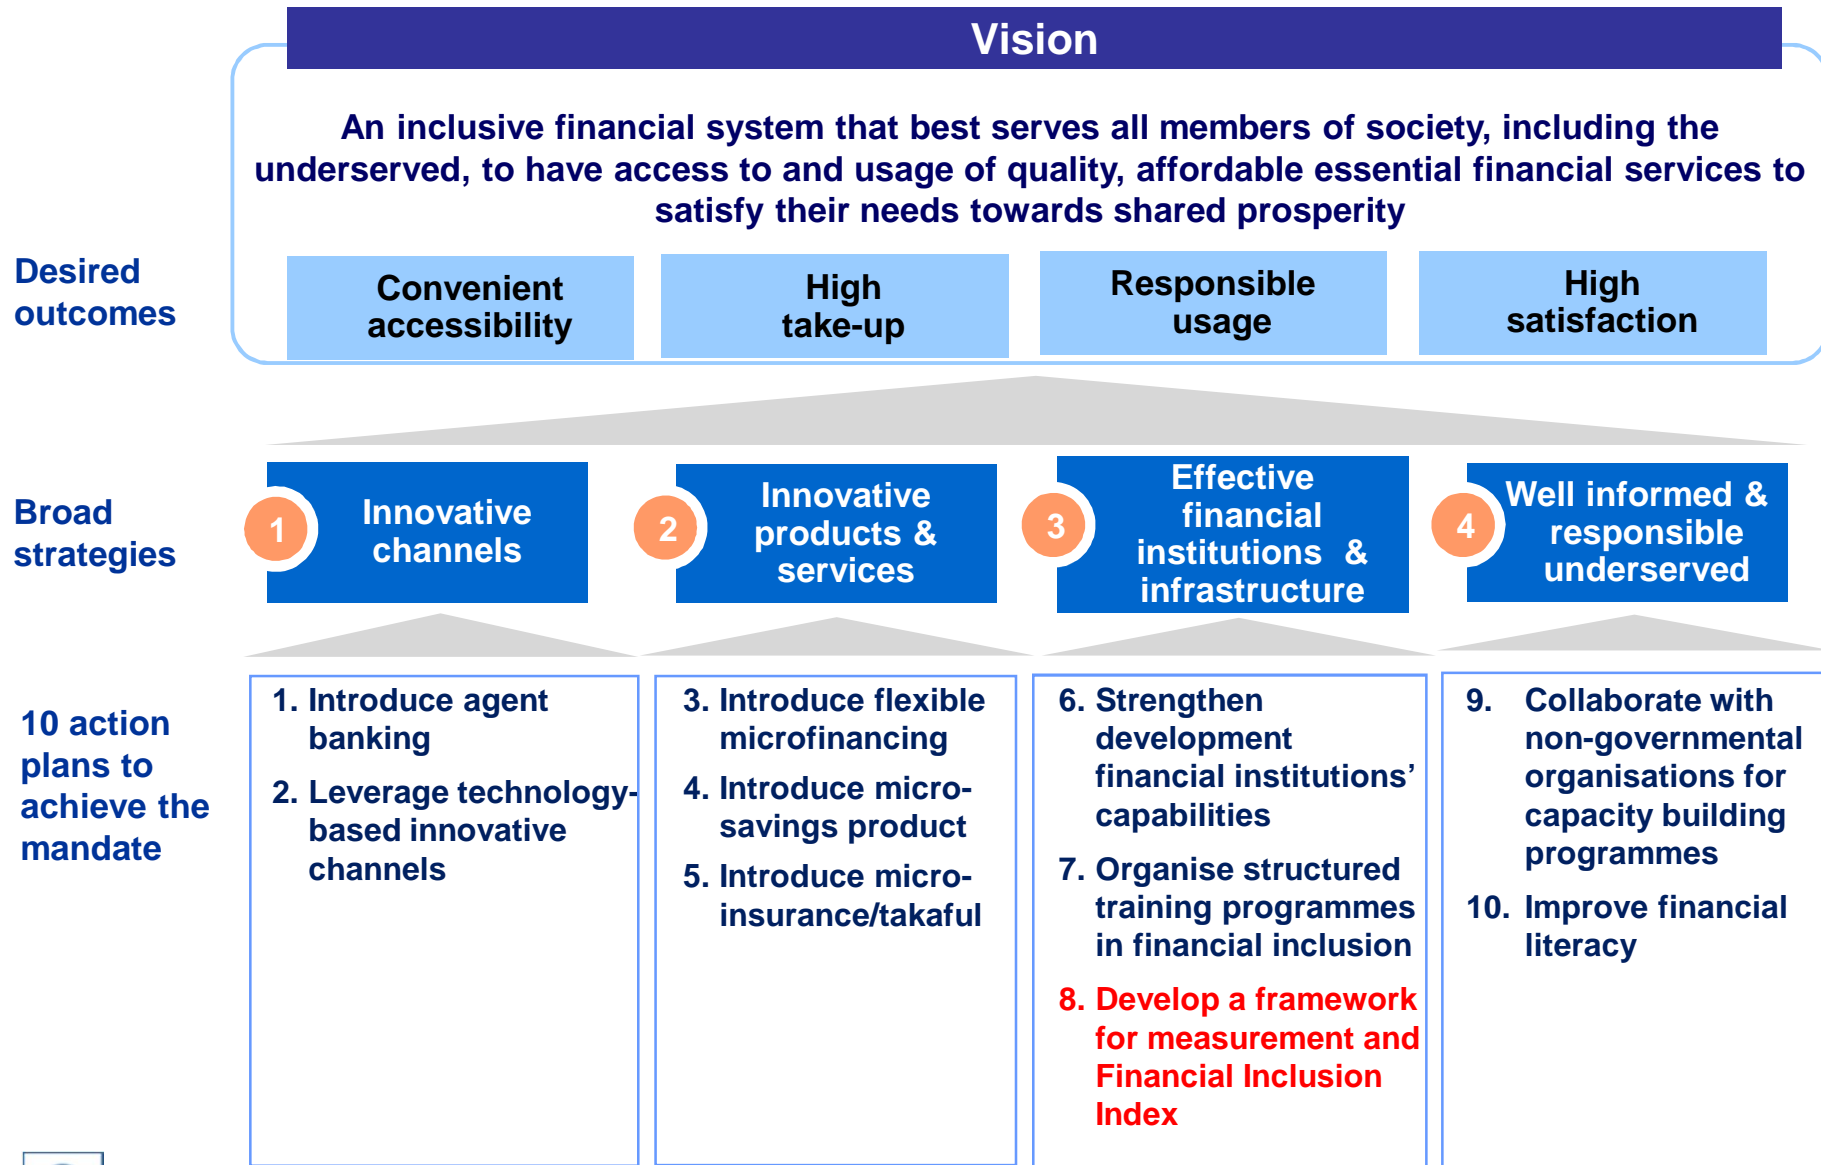 Vision
An inclusive financial system that best serves all members of society, including the
underserved, to have access to and usage of quality, affordable essential financial services to
satisfy their needs towards shared prosperity
Desired
outcomes
Convenient
accessibility
High
take-up
Responsible
usage
High
satisfaction
Broad
strategies
1
Innovative
channels
2
Innovative
products &
services
3
Effective
financial
institutions &
infrastructure
4
Well informed &
responsible
underserved
10 action
plans to
achieve the
mandate
1. Introduce agent
banking
2. Leverage technology-
based innovative
channels
3. Introduce flexible
microfinancing
4. Introduce micro-
savings product
5. Introduce micro-
insurance/takaful
6. Strengthen
development
financial institutions’
capabilities
7. Organise structured
training programmes
in financial inclusion
8. Develop a framework
for measurement and
Financial Inclusion
Index
9. Collaborate with
non-governmental
organisations for
capacity building
programmes
10. Improve financial
literacy